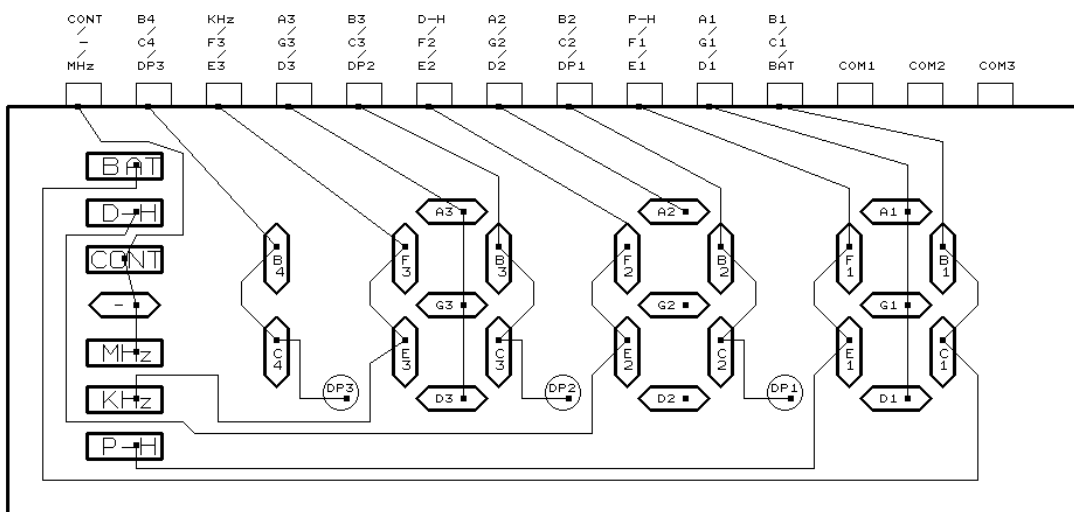 CONT B4 KHz A3 B3 D-H A2 B2 P-H A1 B1
- C4 F3 G3 C3 F2 G2 C2 F1 G1 C1
MHz DP3 E3 D3 DP2 E2 D2 DP1 E1 D1 BAT COM1 COM2 COM3
BAT
D-H A3 A2 A1
CONT B4 F3 B3 F2 B2 F1 B1
- G3 G2 G1
MHz C4 E3 C3 E2 C2 E1 C1
KHz DP3 D3 DP2 D2 DP1 D1
P-H